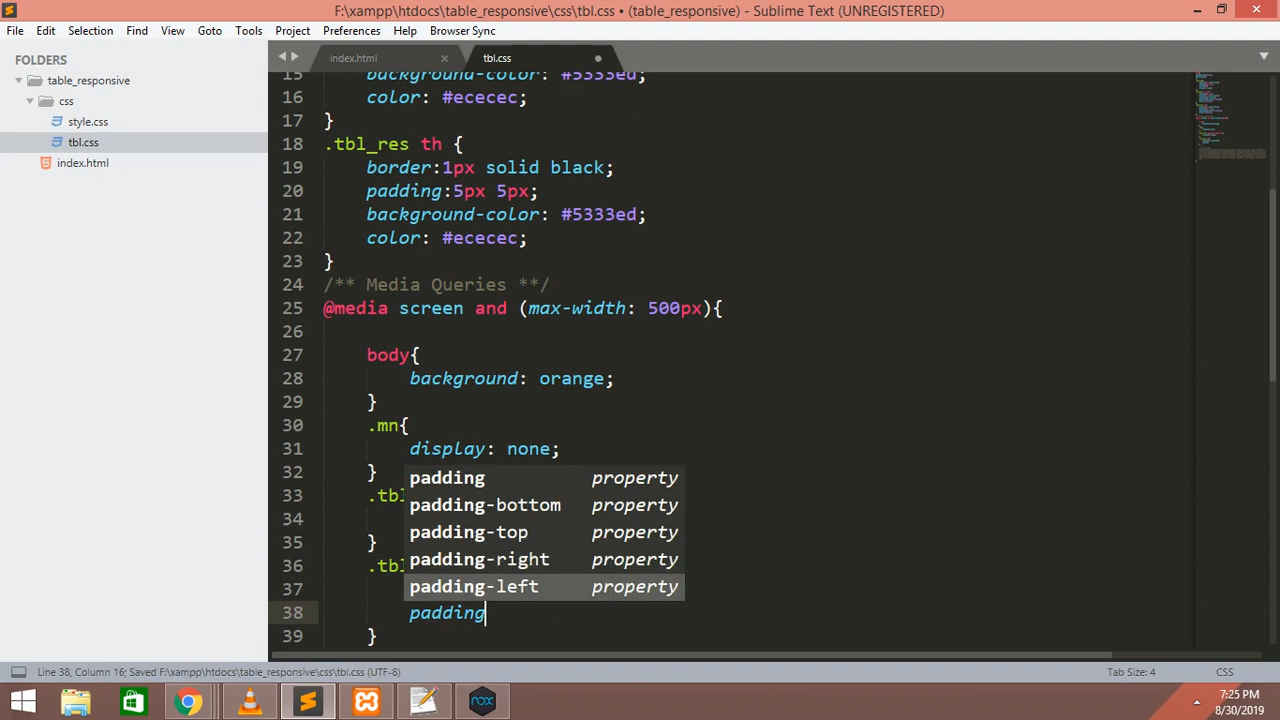 F:\xampp\htdocs\table_responsive\css\tbl.css • (table_responsive) - Sublime Text (UNREGISTERED)
File Edit Selection Find View Goto Tools Project Preferences Help Browser Sync
FOLDERS
table_responsive
css
style.css
tbl.css
index.html
index.html tbl.css
15 background-color: #5333ed;
16 color: #ececec;
17 }
18 .tbl_res th {
19 border:1px solid black;
20 padding:5px 5px;
21 background-color: #5333ed;
22 color: #ececec;
23 }
24 /** Media Queries **/
25 @media screen and (max-width: 500px){
26
27 body{
28 background: orange;
29 }
30 .mn{
31 display: none;
32 }
33 .tbl
34
35 }
36 .tbl
37
38 padding
39 }
padding property
padding-bottom property
padding-top property
padding-right property
padding-left property
Line 38, Column 16; Saved F:\xampp\htdocs\table_responsive\css\tbl.css (UTF-8) Tab Size: 4 CSS
nox
7:25 PM
8/30/2019